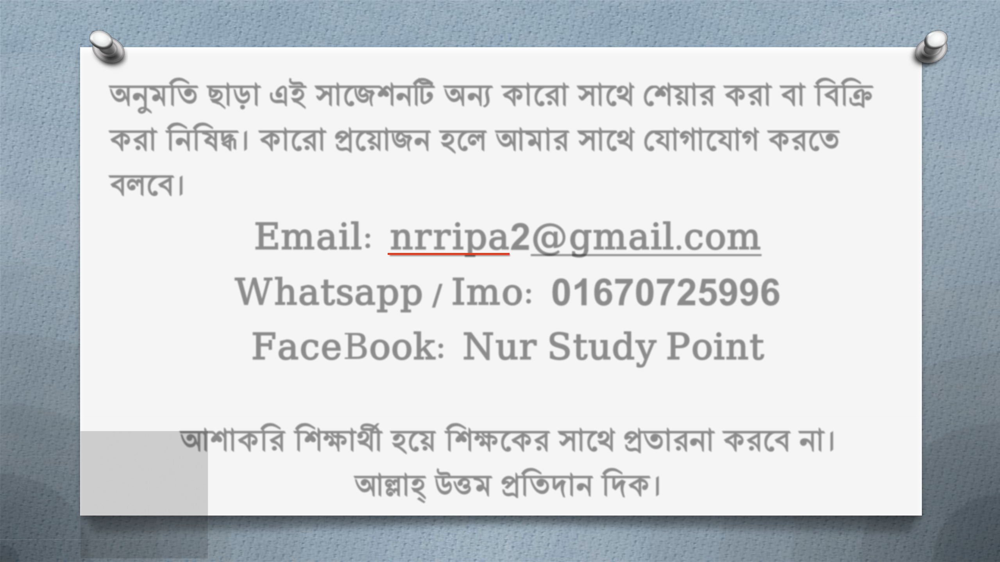 অনুমতি ছাড়া এই সাজেশনটি অন্য কারো সাথে শেয়ার করা বা বিক্রি
করা নিষিদ্ধ। কারো প্রয়োজন হলে আমার সাথে যোগাযোগ করতে
বলবে।
Email: nrripa2@gmail.com
Whatsapp / Imo: 01670725996
FaceBook: Nur Study Point
আশাকরি শিক্ষার্থী হয়ে শিক্ষকের সাথে প্রতারনা করবে না।
আল্লাহ্ উত্তম প্রতিদান দিক।